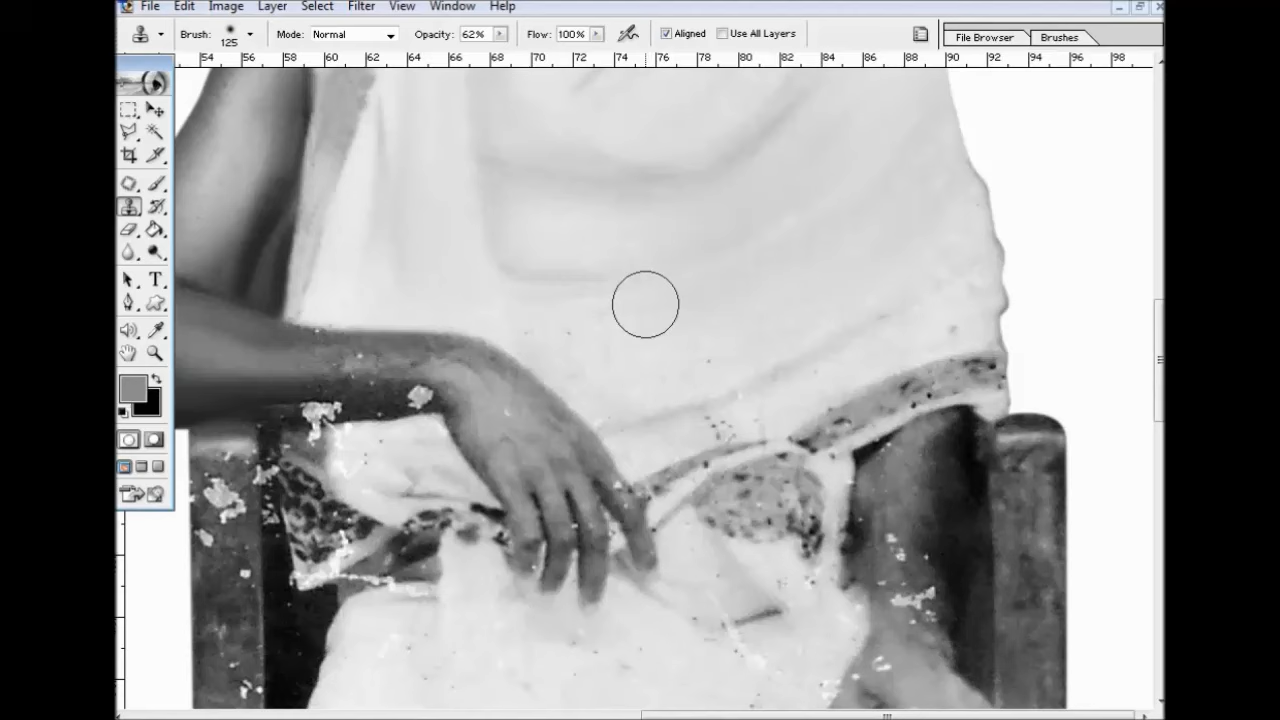 File Edit Image Layer Select Filter View Window Help
Brush: 125 Mode: Normal Opacity: 62% Flow: 100% Aligned Use All Layers File Browser Brushes
54 56 58 60 62 64 66 68 70 72 74 76 78 80 82 84 86 88 90 92 94 96 98
T